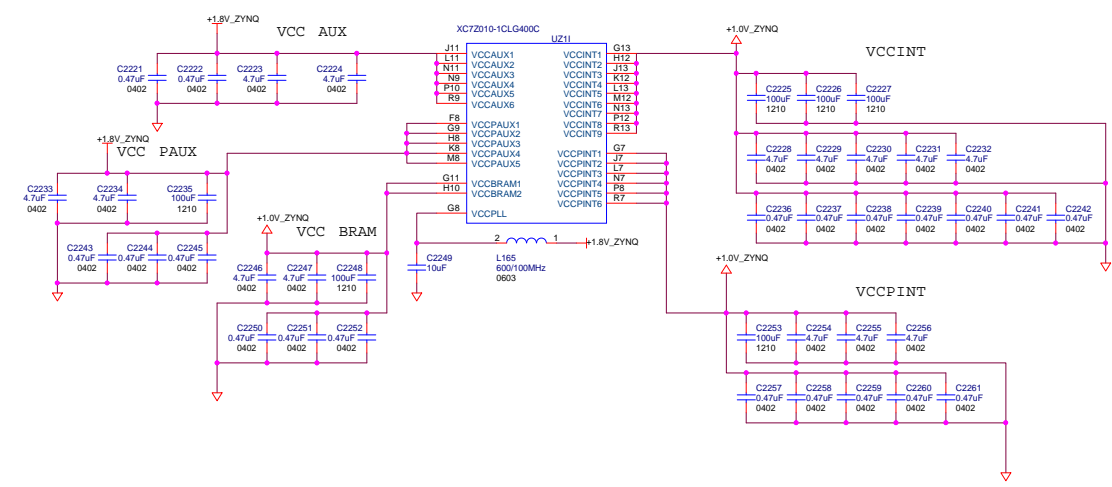 +1.8V_ZYNQ
VCC AUX
C2221
0.47uF
0402
C2222
0.47uF
0402
C2223
4.7uF
0402
C2224
4.7uF
0402
XC7Z010-1CLG400C
UZ1I
J11 VCCAUX1
L11 VCCAUX2
N11 VCCAUX3
N9 VCCAUX4
P10 VCCAUX5
R9 VCCAUX6
F8 VCCPAUX1
G9 VCCPAUX2
H8 VCCPAUX3
K8 VCCPAUX4
M8 VCCPAUX5
G11 VCCBRAM1
H10 VCCBRAM2
G8 VCCPLL
VCCINT1 G13
VCCINT2 H12
VCCINT3 J13
VCCINT4 K12
VCCINT5 L13
VCCINT6 M12
VCCINT7 N13
VCCINT8 P12
VCCINT9 R13
VCCPINT1 G7
VCCPINT2 J7
VCCPINT3 L7
VCCPINT4 N7
VCCPINT5 P8
VCCPINT6 R7
+1.0V_ZYNQ
VCCINT
C2225
100uF
1210
C2226
100uF
1210
C2227
100uF
1210
C2228
4.7uF
0402
C2229
4.7uF
0402
C2230
4.7uF
0402
C2231
4.7uF
0402
C2232
4.7uF
0402
C2236
0.47uF
0402
C2237
0.47uF
0402
C2238
0.47uF
0402
C2239
0.47uF
0402
C2240
0.47uF
0402
C2241
0.47uF
0402
C2242
0.47uF
0402
+1.8V_ZYNQ
VCC PAUX
C2233
4.7uF
0402
C2234
4.7uF
0402
C2235
100uF
1210
C2243
0.47uF
0402
C2244
0.47uF
0402
C2245
0.47uF
0402
+1.0V_ZYNQ
VCC BRAM
C2246
4.7uF
0402
C2247
4.7uF
0402
C2248
100uF
1210
C2250
0.47uF
0402
C2251
0.47uF
0402
C2252
0.47uF
0402
C2249
10uF
2 1
L165
600/100MHz
0603
+1.8V_ZYNQ
+1.0V_ZYNQ
VCCPINT
C2253
100uF
1210
C2254
4.7uF
0402
C2255
4.7uF
0402
C2256
4.7uF
0402
C2257
0.47uF
0402
C2258
0.47uF
0402
C2259
0.47uF
0402
C2260
0.47uF
0402
C2261
0.47uF
0402